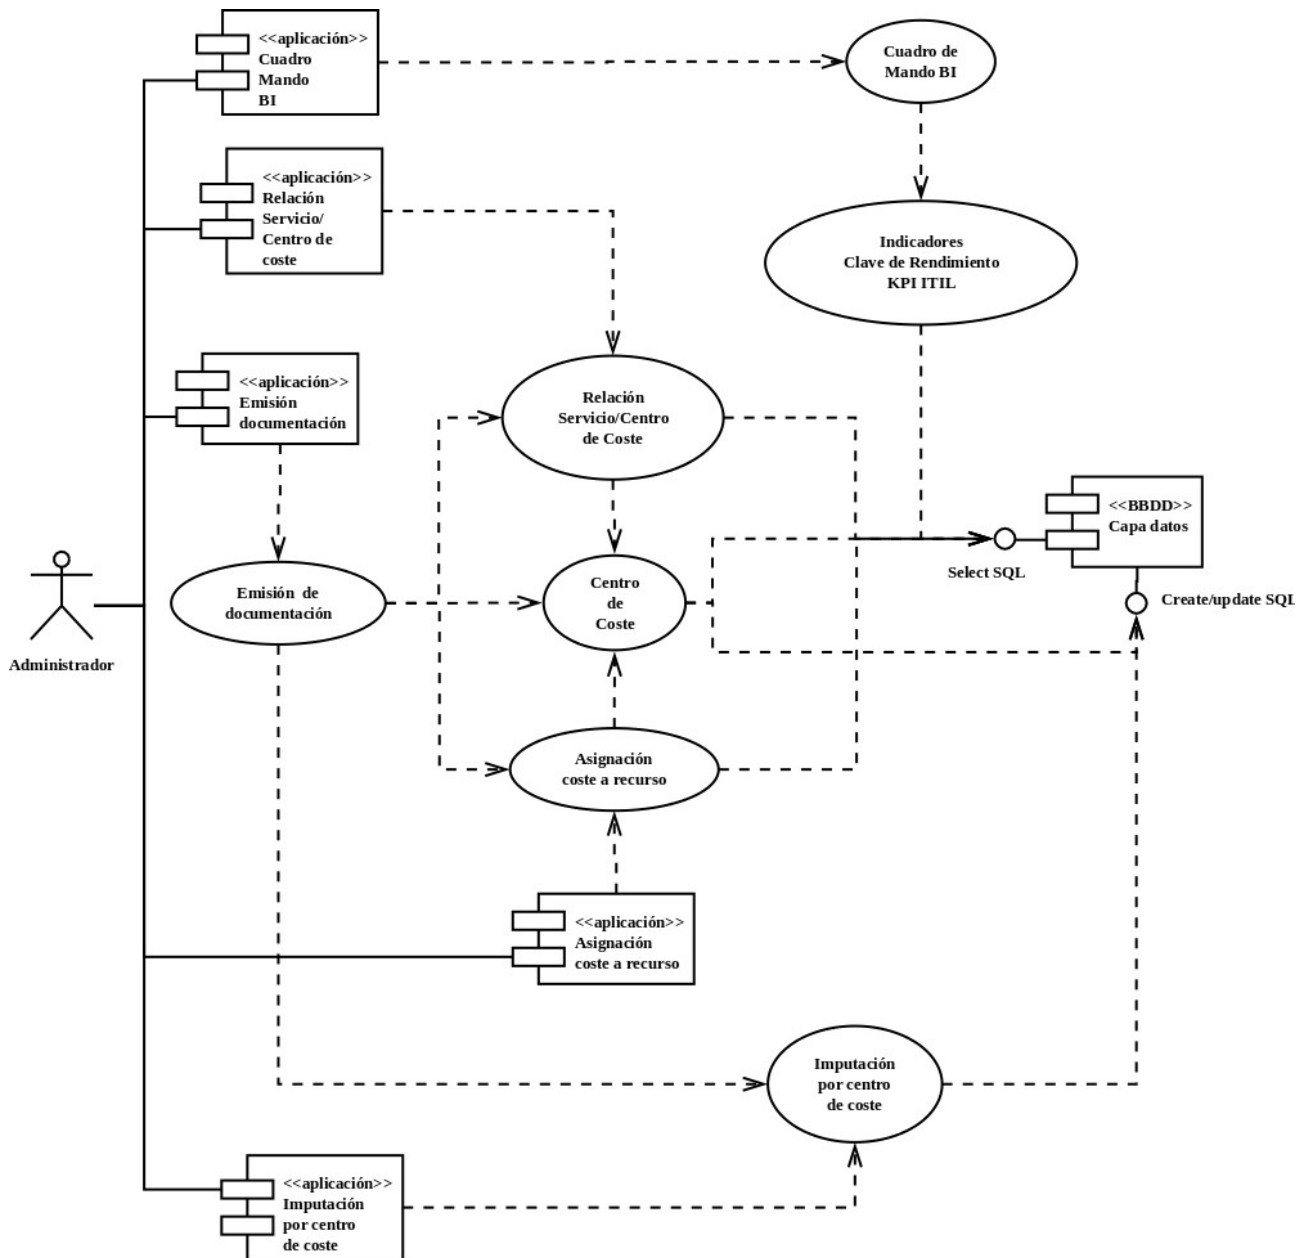 <<aplicación>>
Cuadro
Mando
BI
Cuadro de
Mando BI
<<aplicación>>
Relación
Servicio/
Centro de
coste
Indicadores
Clave de Rendimiento
KPI ITIL
<<aplicación>>
Emisión
documentación
Relación
Servicio/Centro
de Coste
<<BBDD>>
Capa datos
Select SQL
Create/update SQL
Emisión de
documentación
Centro
de
Coste
Administrador
Asignación
coste a recurso
<<aplicación>>
Asignación
coste a recurso
Imputación
por centro
de coste
<<aplicación>>
Imputación
por centro
de coste